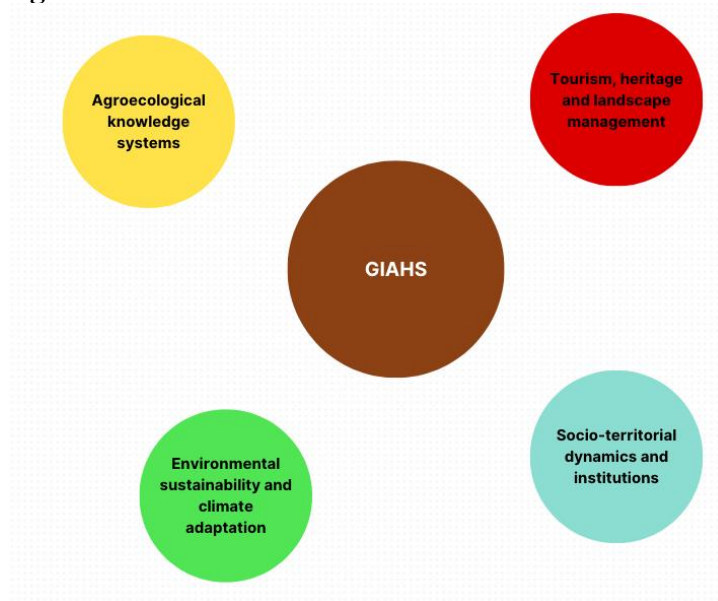 Agroecological
knowledge
systems
Tourism, heritage
and landscape
management
GIAHS
Environmental
sustainability and
climate
adaptation
Socio-territorial
dynamics and
institutions